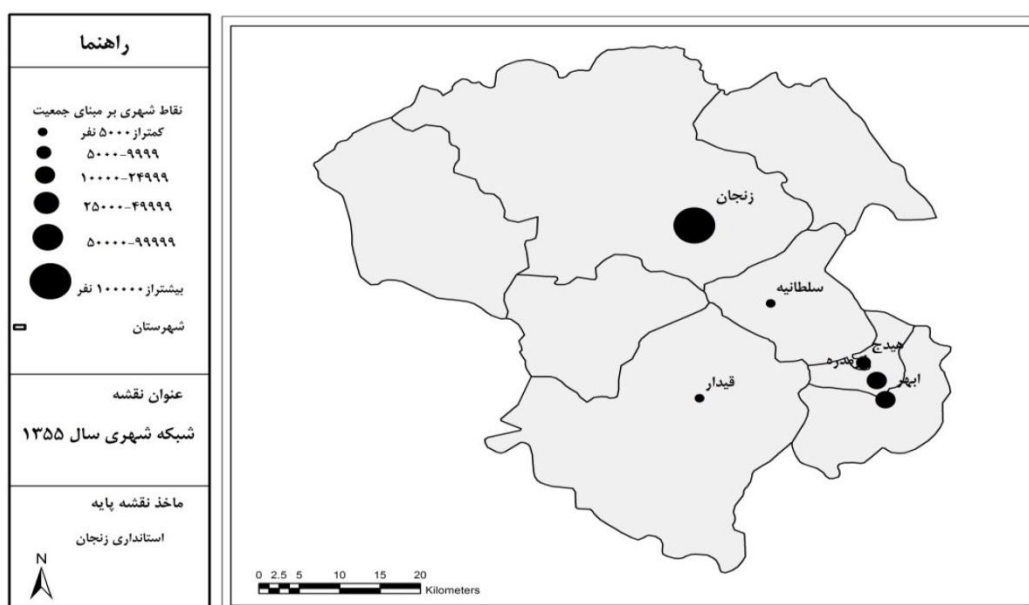 راهنما
نقاط شهری بر مبنای جمعیت
کمتراز ۵۰۰۰ نفر
۵۰۰۰-۹۹۹۹
۱۰۰۰۰-۲۴۹۹۹
۲۵۰۰۰-۴۹۹۹۹
۵۰۰۰۰-۹۹۹۹۹
بیشتراز ۱۰۰۰۰۰ نفر
شهرستان
عنوان نقشه
شبکه شهری سال ۱۳۵۵
ماخذ نقشه پایه
استانداری زنجان
N
زنجان
سلطانیه
هیدج
ابهر
قیدار
0 2.5 5 10 15 20
Kilometers